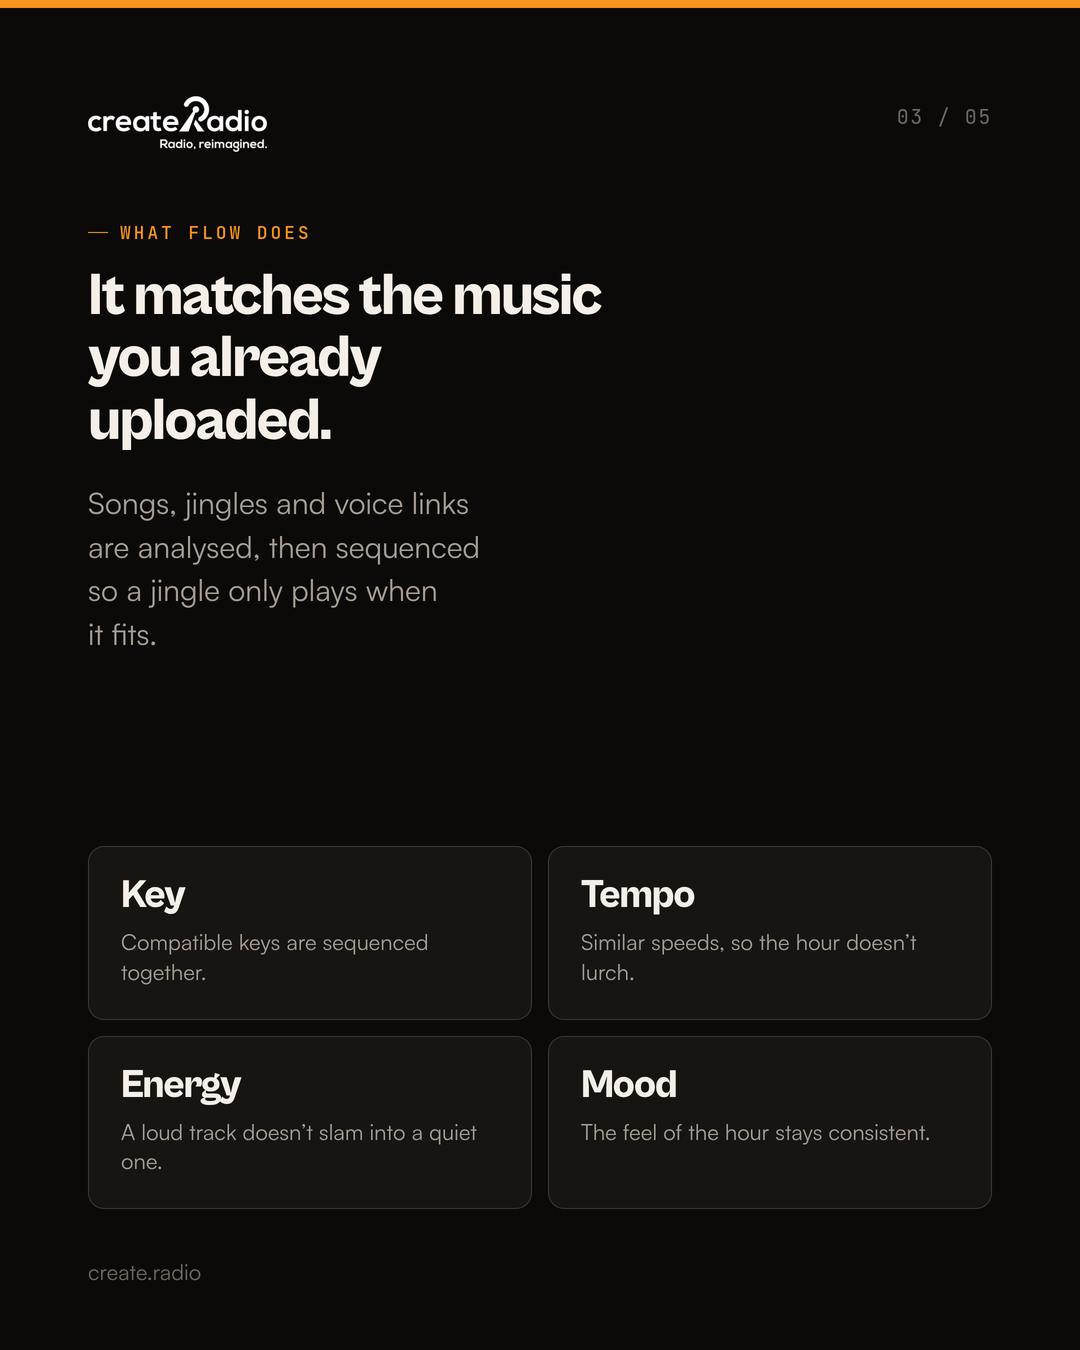 createRadio
Radio, reimagined.
03 / 05
— WHAT FLOW DOES
It matches the music
you already
uploaded.
Songs, jingles and voice links
are analysed, then sequenced
so a jingle only plays when
it fits.
Key
Compatible keys are sequenced
together.
Tempo
Similar speeds, so the hour doesn’t
lurch.
Energy
A loud track doesn’t slam into a quiet
one.
Mood
The feel of the hour stays consistent.
create.radio